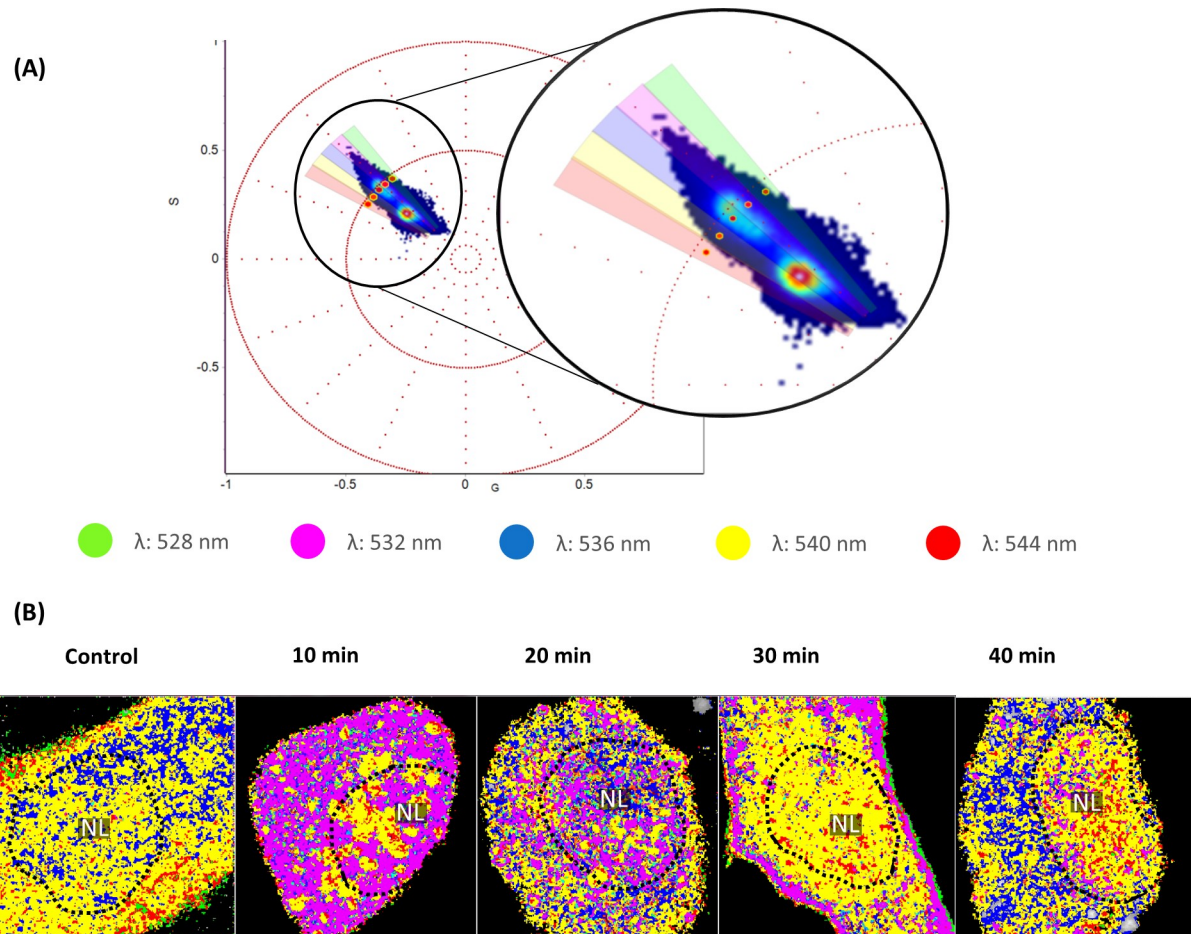 (A)
1
0.5
S
0
-0.5
-1
-0.5
0
0.5
G
λ: 528 nm
λ: 532 nm
λ: 536 nm
λ: 540 nm
λ: 544 nm
(B)
Control
10 min
20 min
30 min
40 min
NL
NL
NL
NL
NL